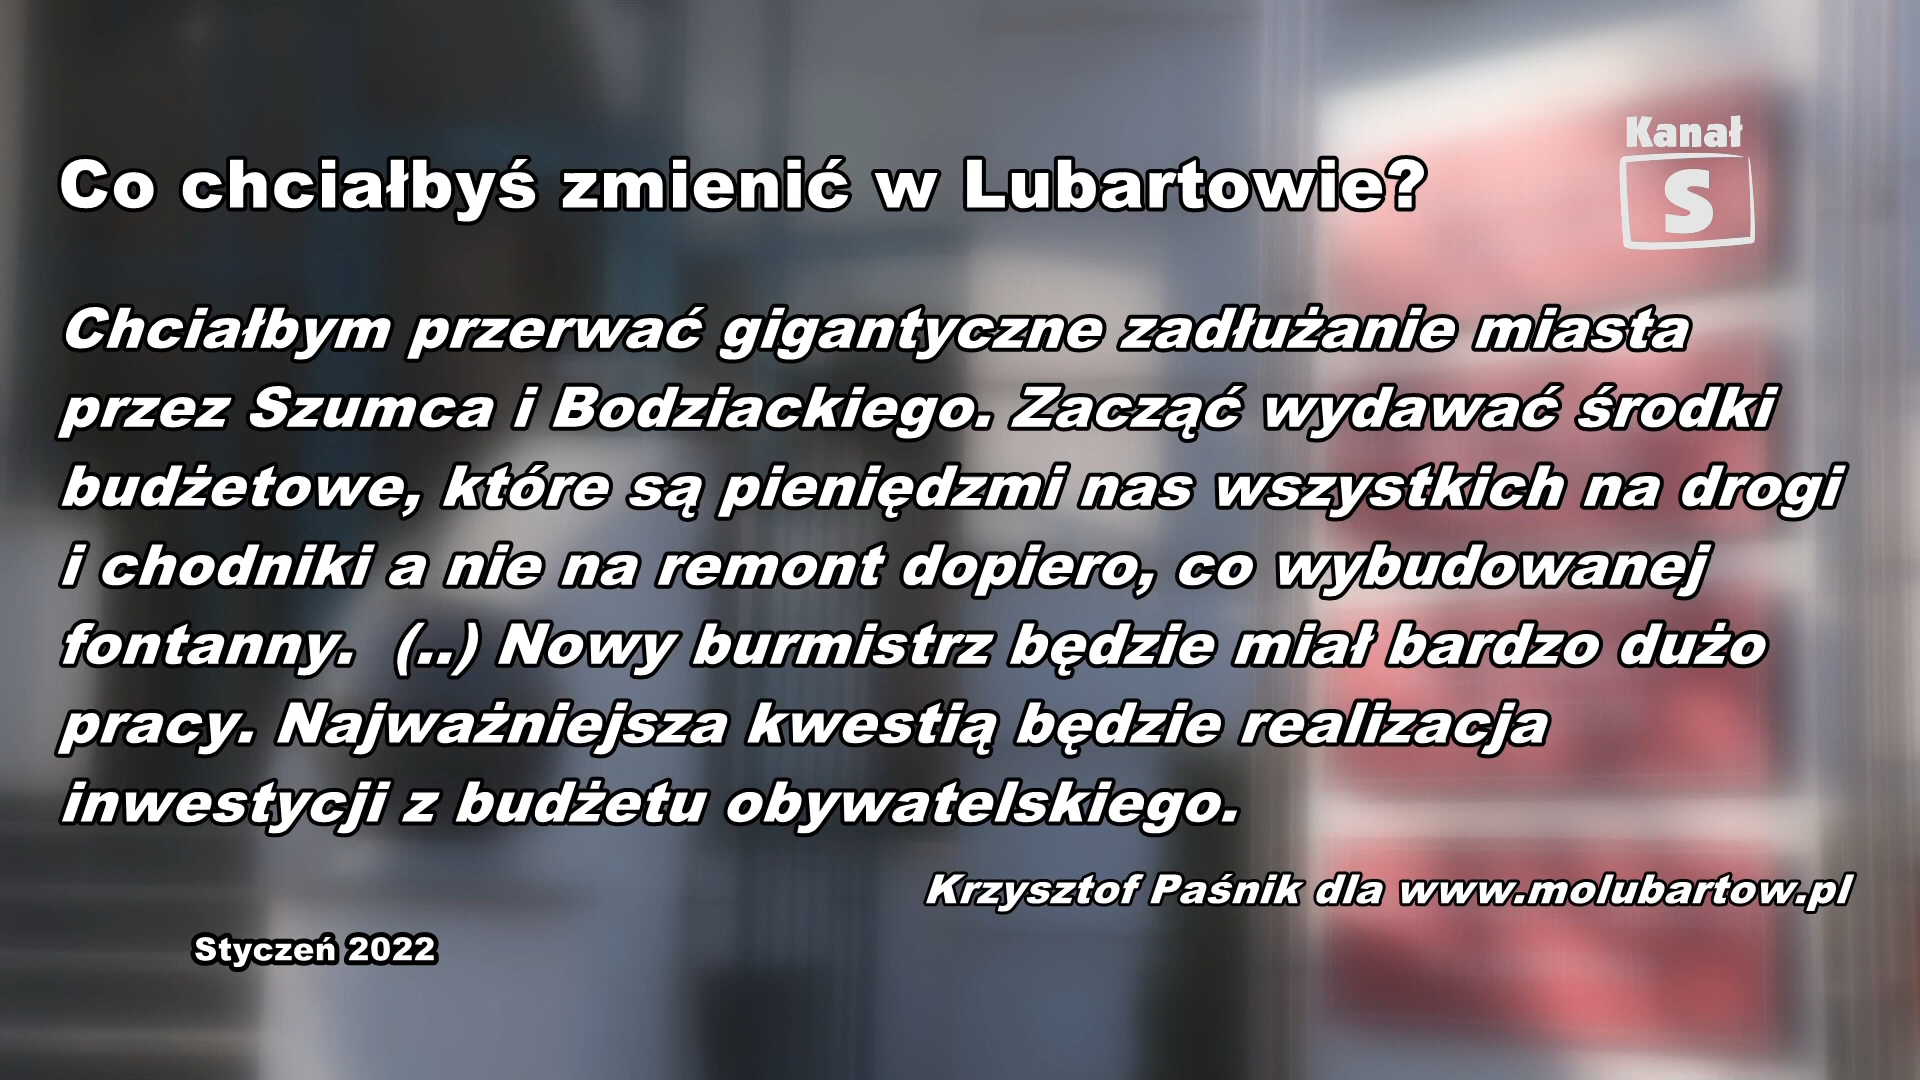 Kanał
S
Co chciałbyś zmienić w Lubartowie?
Chciałbym przerwać gigantyczne zadłużanie miasta
przez Szumca i Bodziackiego. Zacząć wydawać środki
budżetowe, które są pieniędzmi nas wszystkich na drogi
i chodniki a nie na remont dopiero, co wybudowanej
fontanny.  (..) Nowy burmistrz będzie miał bardzo dużo
pracy. Najważniejsza kwestią będzie realizacja
inwestycji z budżetu obywatelskiego.
Krzysztof Paśnik dla www.molubartow.pl
Styczeń 2022